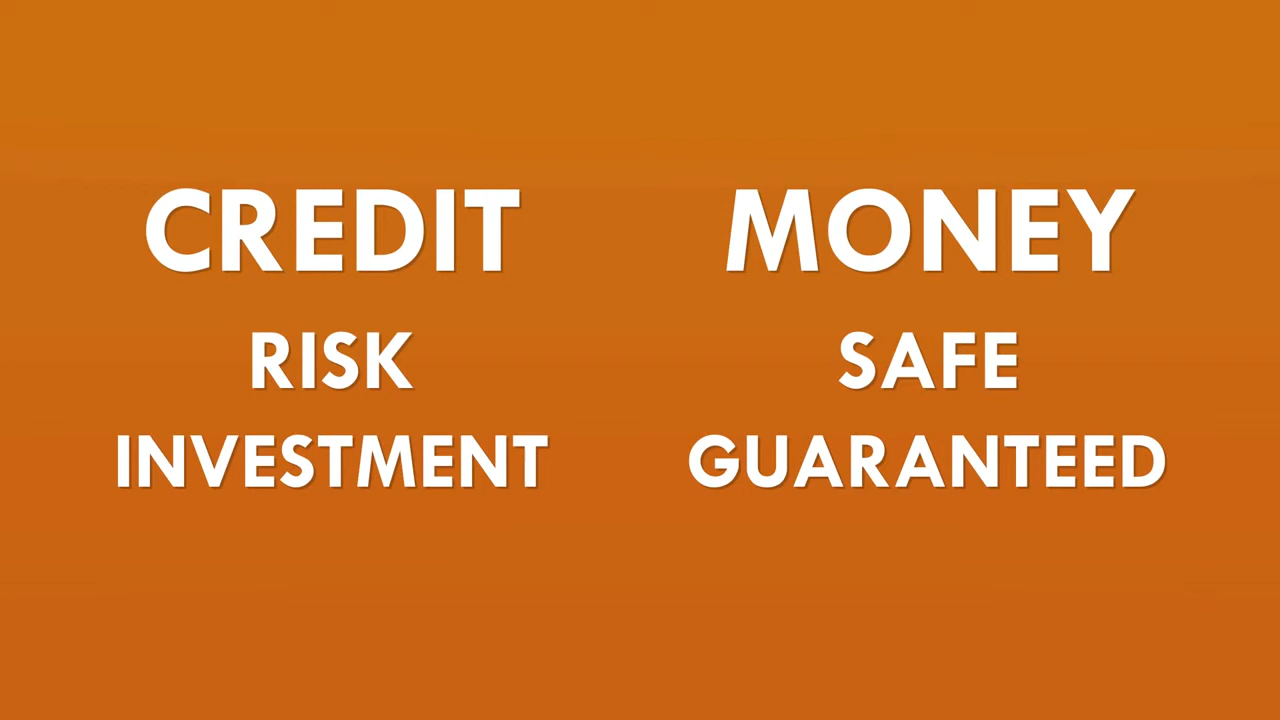 CREDIT
RISK
INVESTMENT
MONEY
SAFE
GUARANTEED